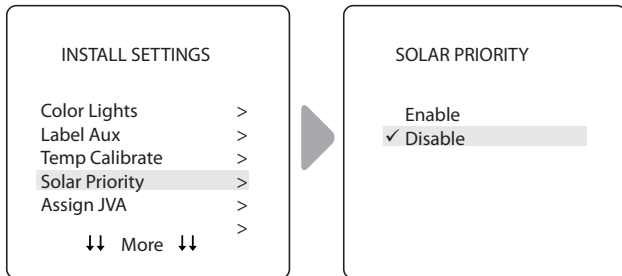 INSTALL SETTINGS
Color Lights >
Label Aux >
Temp Calibrate >
Solar Priority >
Assign JVA >
>
↓↓ More ↓↓
SOLAR PRIORITY
Enable
✓ Disable